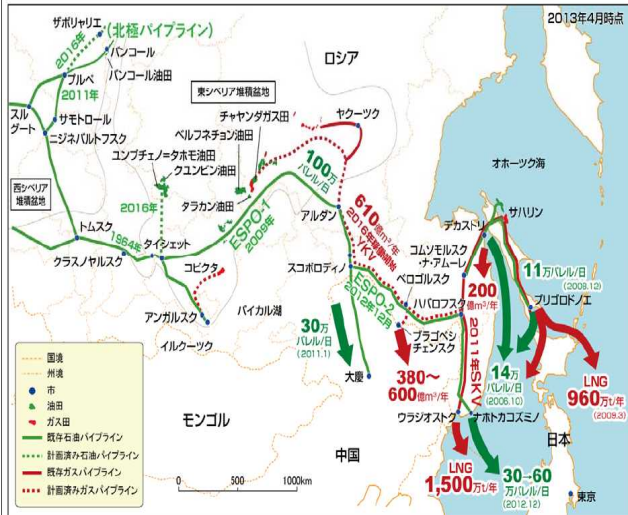 2013年4月時点
ザポリャリエ
(北極パイプライン)
2016年
バンコール
バンコール油田
プルペ
2011年
スルグート
サモトロール
ニジネバルトフスク
ロシア
東シベリア堆積盆地
チャヤンダガス田
ヤクーツク
ベルフネチョン油田
ユンブチェノ=タホモ油田
クユンビン油田
タラカン油田
100万
バレル/日
オホーツク海
西シベリア
堆積盆地
2016年
ESPO-1
2009年
アルダン
610億m³/年
2016年稼働開始
YKV
デカストリ
サハリン
トムスク
1964年
タイシェット
クラスノヤルスク
コビクタ
スコボロディノ
コムソモルスク
・ナ・アムーレ
ベロゴルスク
11万バレル/日
(2008.12)
プリゴロドノエ
ESPO-2
2012年12月
ハバロフスク
200
億m³/年
アンガルスク
バイカル湖
イルクーツク
ブラゴベシ
チェンスク
30万
バレル/日
(2011.1)
大慶
380～
600億m³/年
2011年SKV
14万
バレル/日
(2006.10)
LNG
960万t/年
(2009.3)
モンゴル
中国
ウラジオストク
ナホトカコズミノ
日本
LNG
1,500万t/年
30→60
万バレル/日
(2012.12)
東京
国境
州境
市
油田
ガス田
既存石油パイプライン
計画済み石油パイプライン
既存ガスパイプライン
計画済みガスパイプライン
0
500
1000km